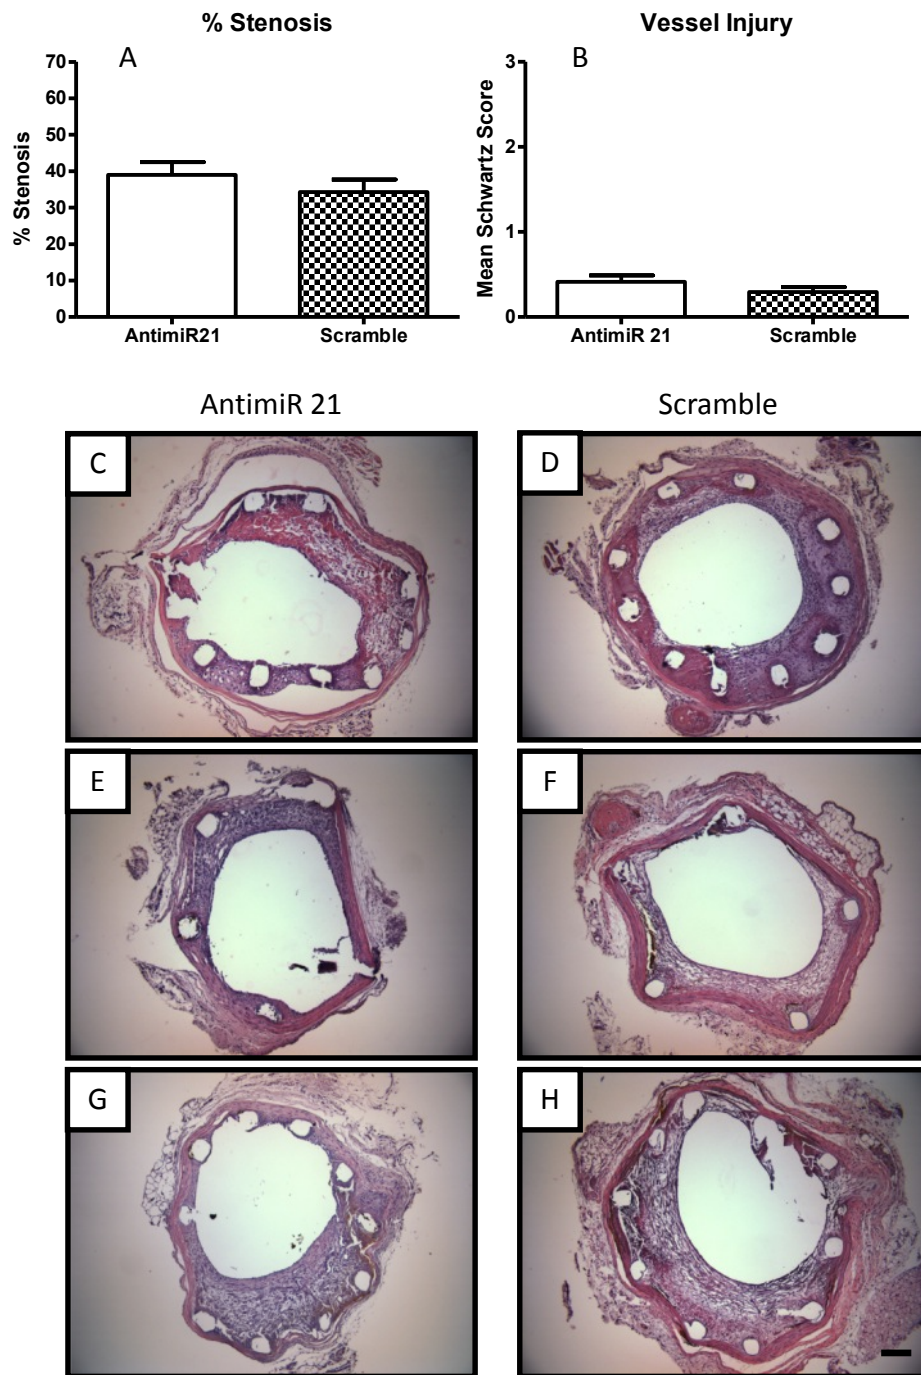 % Stenosis
A
% Stenosis
70
60
50
40
30
20
10
0
AntimiR21
Scramble
Vessel Injury
B
Mean Schwartz Score
3
2
1
0
AntimiR 21
Scramble
AntimiR 21
Scramble
C
D
E
F
G
H